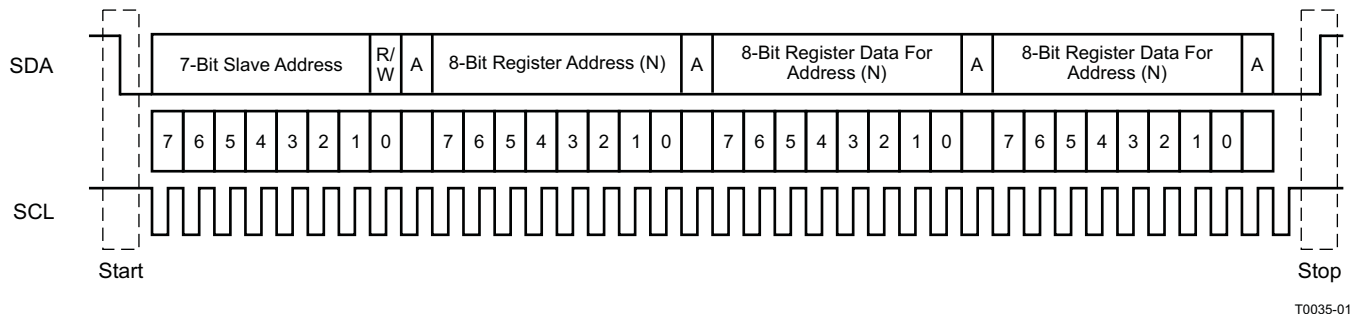 SDA
7-Bit Slave Address
R/
W
A
8-Bit Register Address (N)
A
8-Bit Register Data For
Address (N)
A
8-Bit Register Data For
Address (N)
A
7 6 5 4 3 2 1 0 7 6 5 4 3 2 1 0 7 6 5 4 3 2 1 0 7 6 5 4 3 2 1 0
SCL
Start
Stop
T0035-01